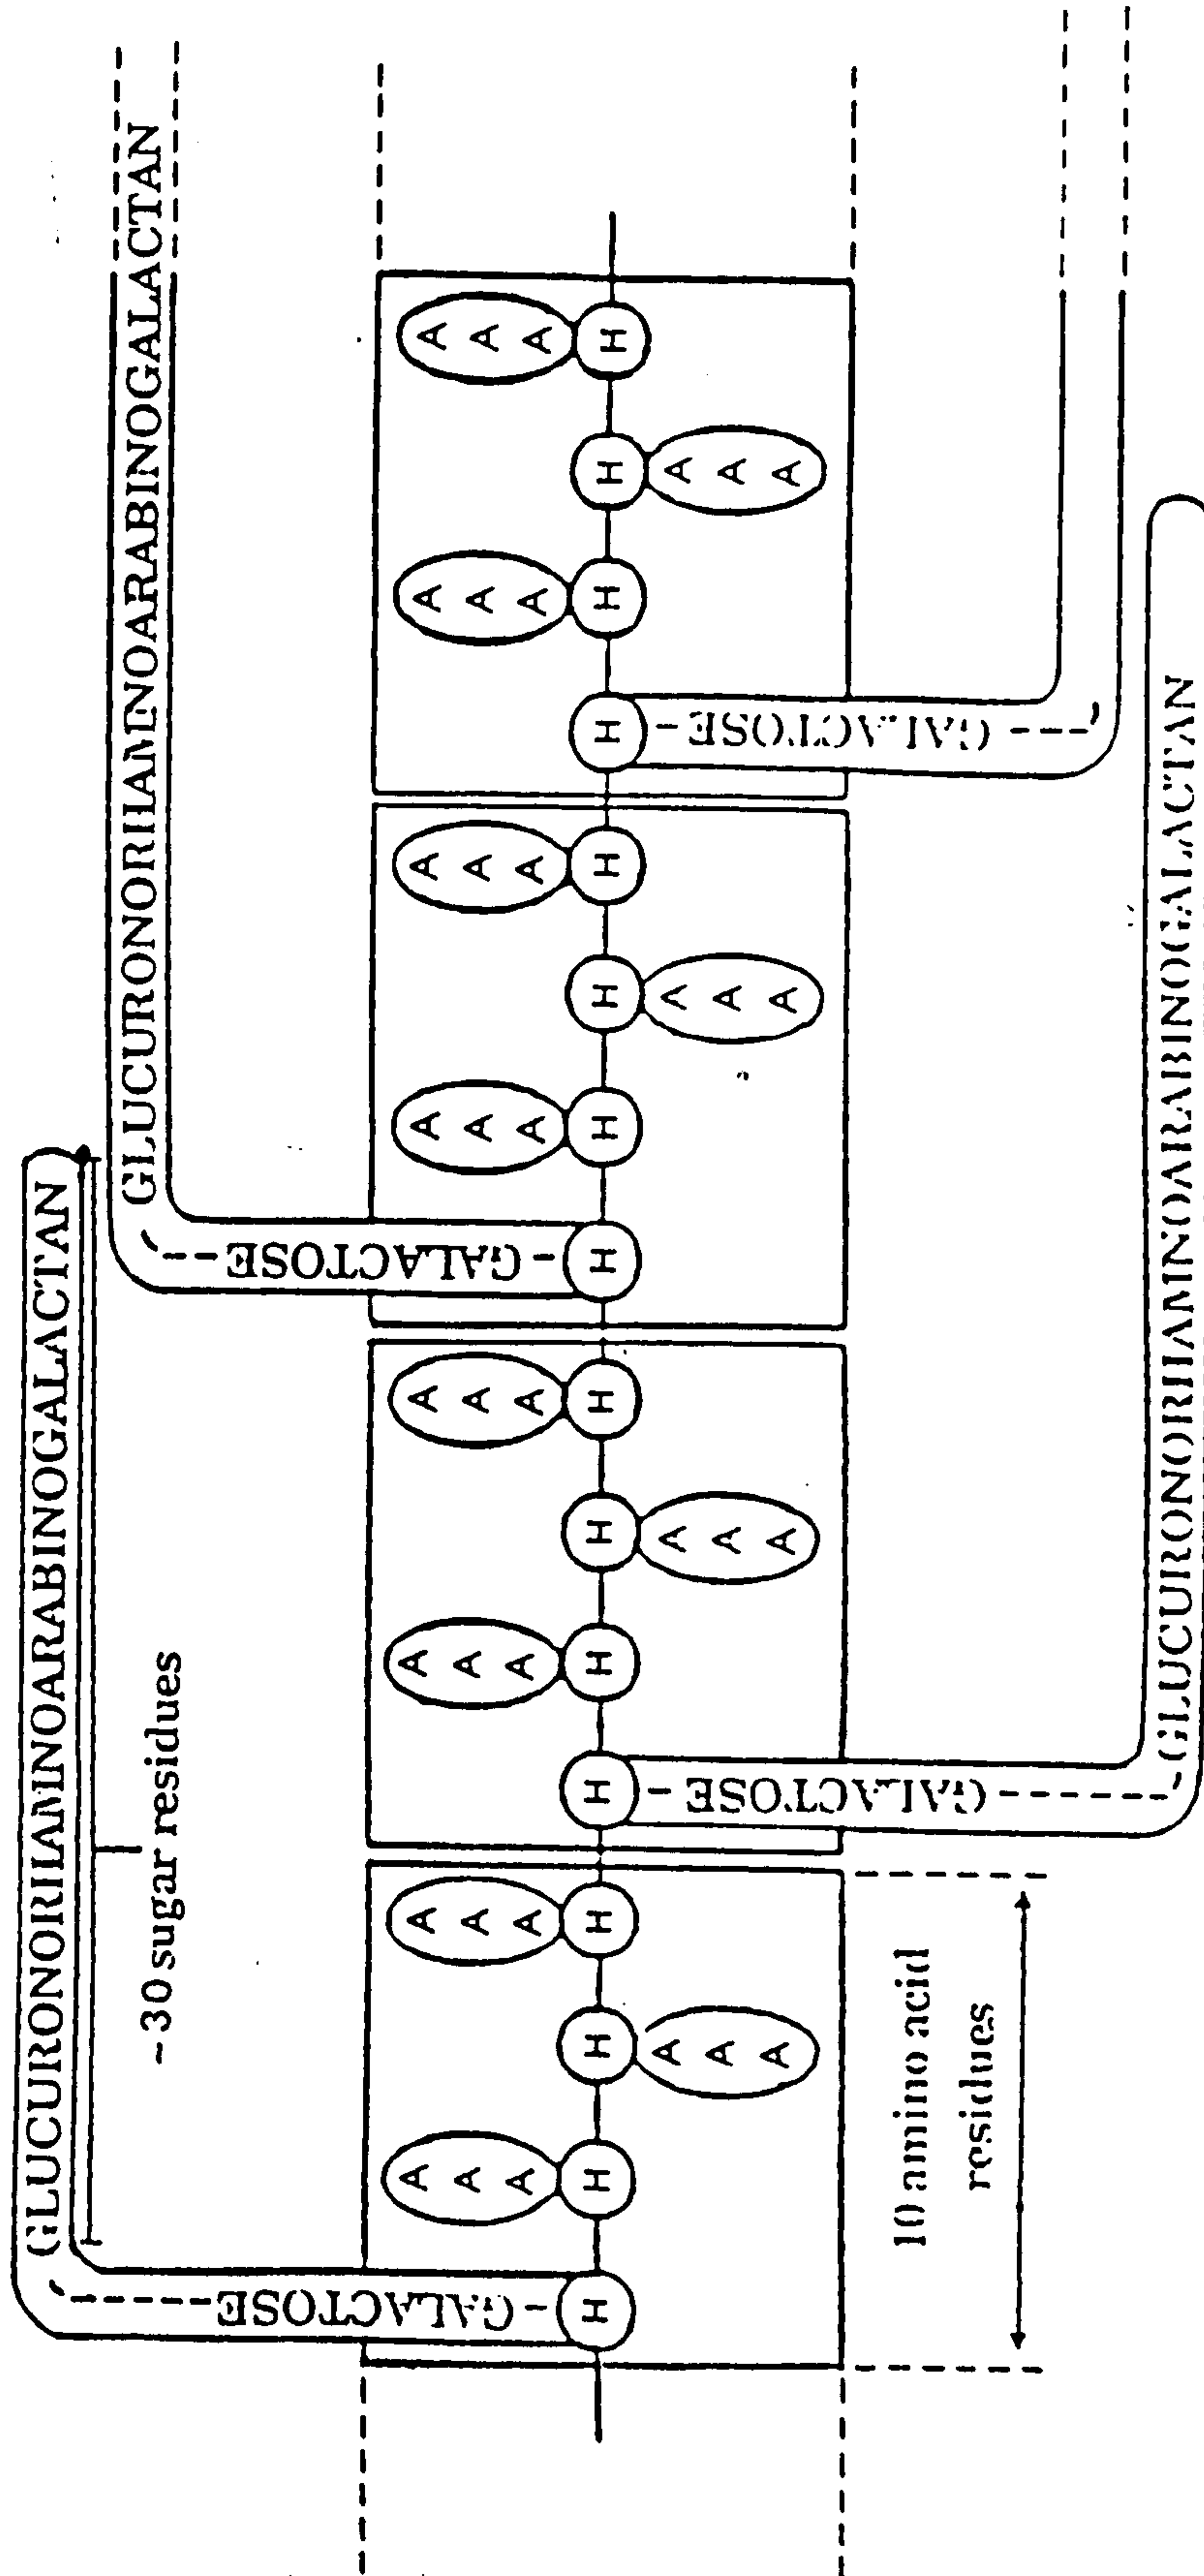 GLUCURONORHAMNOARABINOGALACTAN
GLUCURONORHAMNOARABINOGALACTAN
~30 sugar residues
GALACTOSE GALACTOSE
A A A A A A A A
A A A A A A A A
A A A A A A A A
H H H H H H H H H H H H H H H H
A A A A
A A A A
A A A A
GALACTOSE GALACTOSE
10 amino acid
residues
GLUCURONORHAMNOARABINOGALACTAN